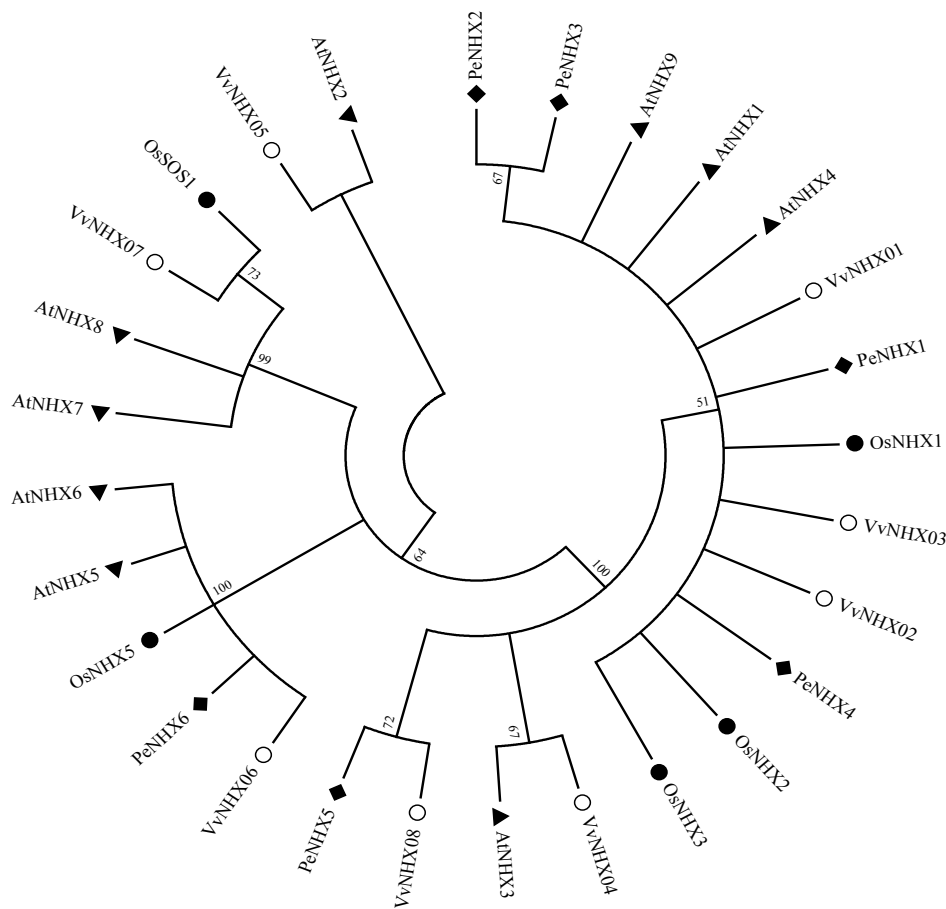 PeNHX2
PeNHX3
AtNHX9
AtNHX1
AtNHX4
VvNHX01
PeNHX1
OsNHX1
VvNHX03
VvNHX02
PeNHX4
OsNHX2
OsNHX3
VvNHX04
AtNHX3
VvNHX08
PeNHX5
VvNHX06
PeNHX6
OsNHX5
AtNHX5
AtNHX6
AtNHX7
AtNHX8
VvNHX07
OsSOS1
VvNHX05
AtNHX2
67
51
100
67
72
64
100
99
73